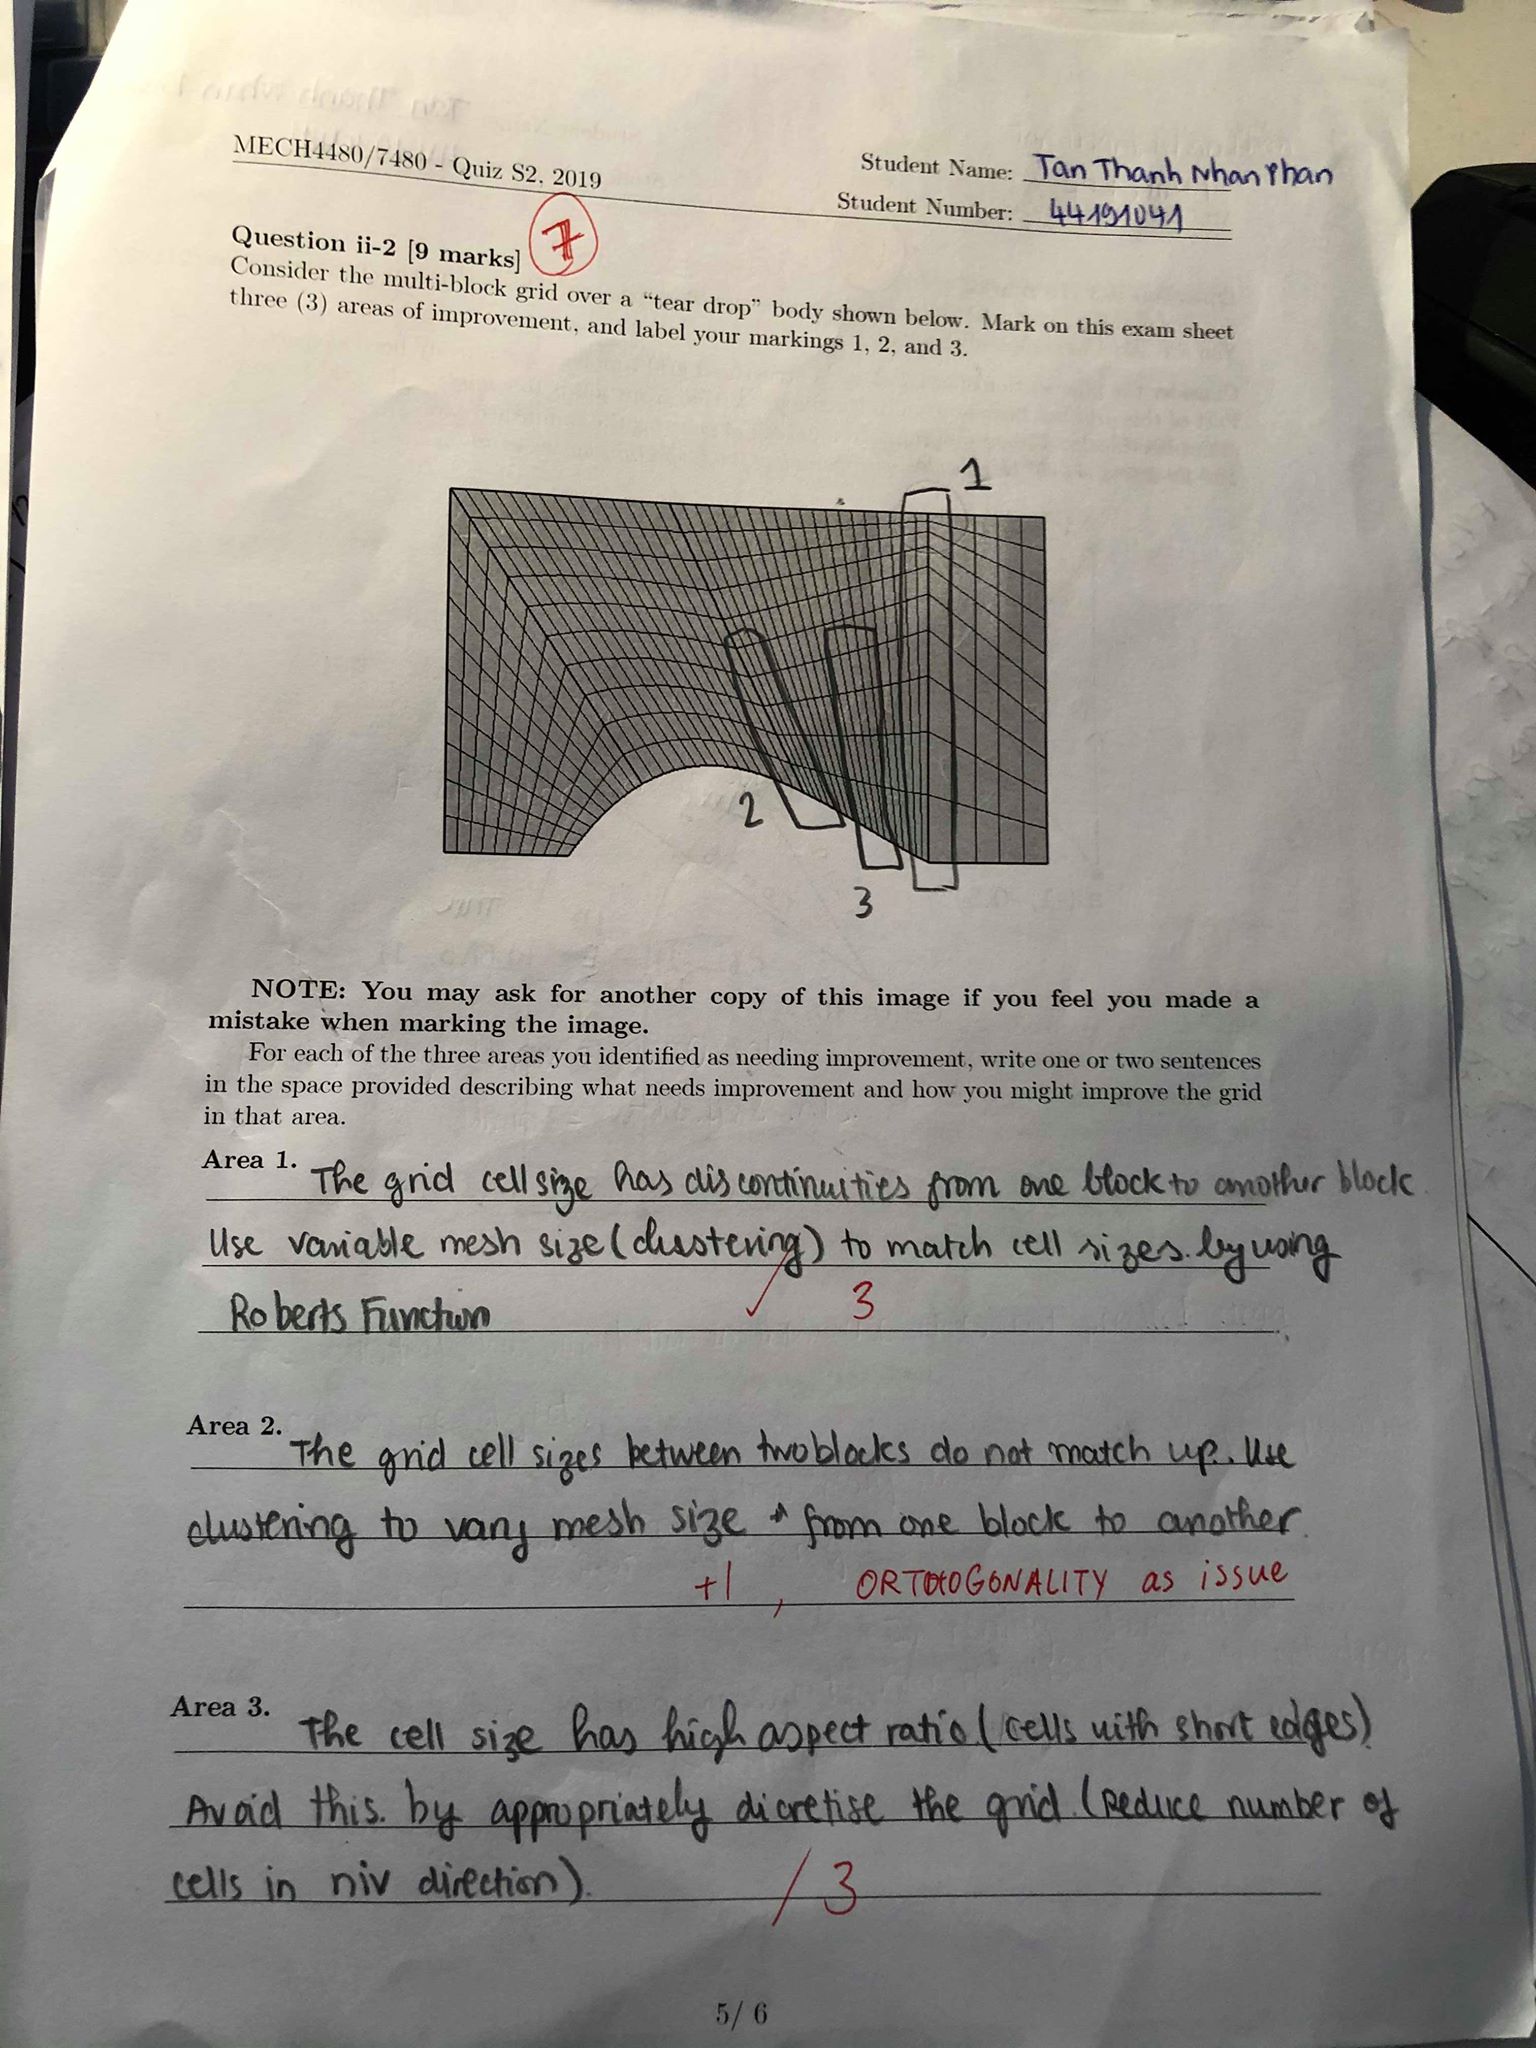 MECH4480/7480 - Quiz S2, 2019
Student Name: Tan Thanh Nhan Phan
Student Number: 44191041
Question ii-2 [9 marks] 7
Consider the multi-block grid over a “tear drop” body shown below. Mark on this exam sheet
three (3) areas of improvement, and label your markings 1, 2, and 3.
1
2
3
NOTE: You may ask for another copy of this image if you feel you made a
mistake when marking the image.
For each of the three areas you identified as needing improvement, write one or two sentences
in the space provided describing what needs improvement and how you might improve the grid
in that area.
Area 1. The grid cell size has discontinuities from one block to another block
Use variable mesh size (clustering) to match cell sizes. by using
Roberts Function
3
Area 2. The grid cell sizes between two blocks do not match up. Use
clustering to vary mesh size from one block to another.
+1, ORTHOGONALITY as issue
Area 3. The cell size has high aspect ratio (cells with short edges)
Avoid this. by appropriately dicretise the grid (Reduce number of
cells in niv direction).
/ 3
5/ 6